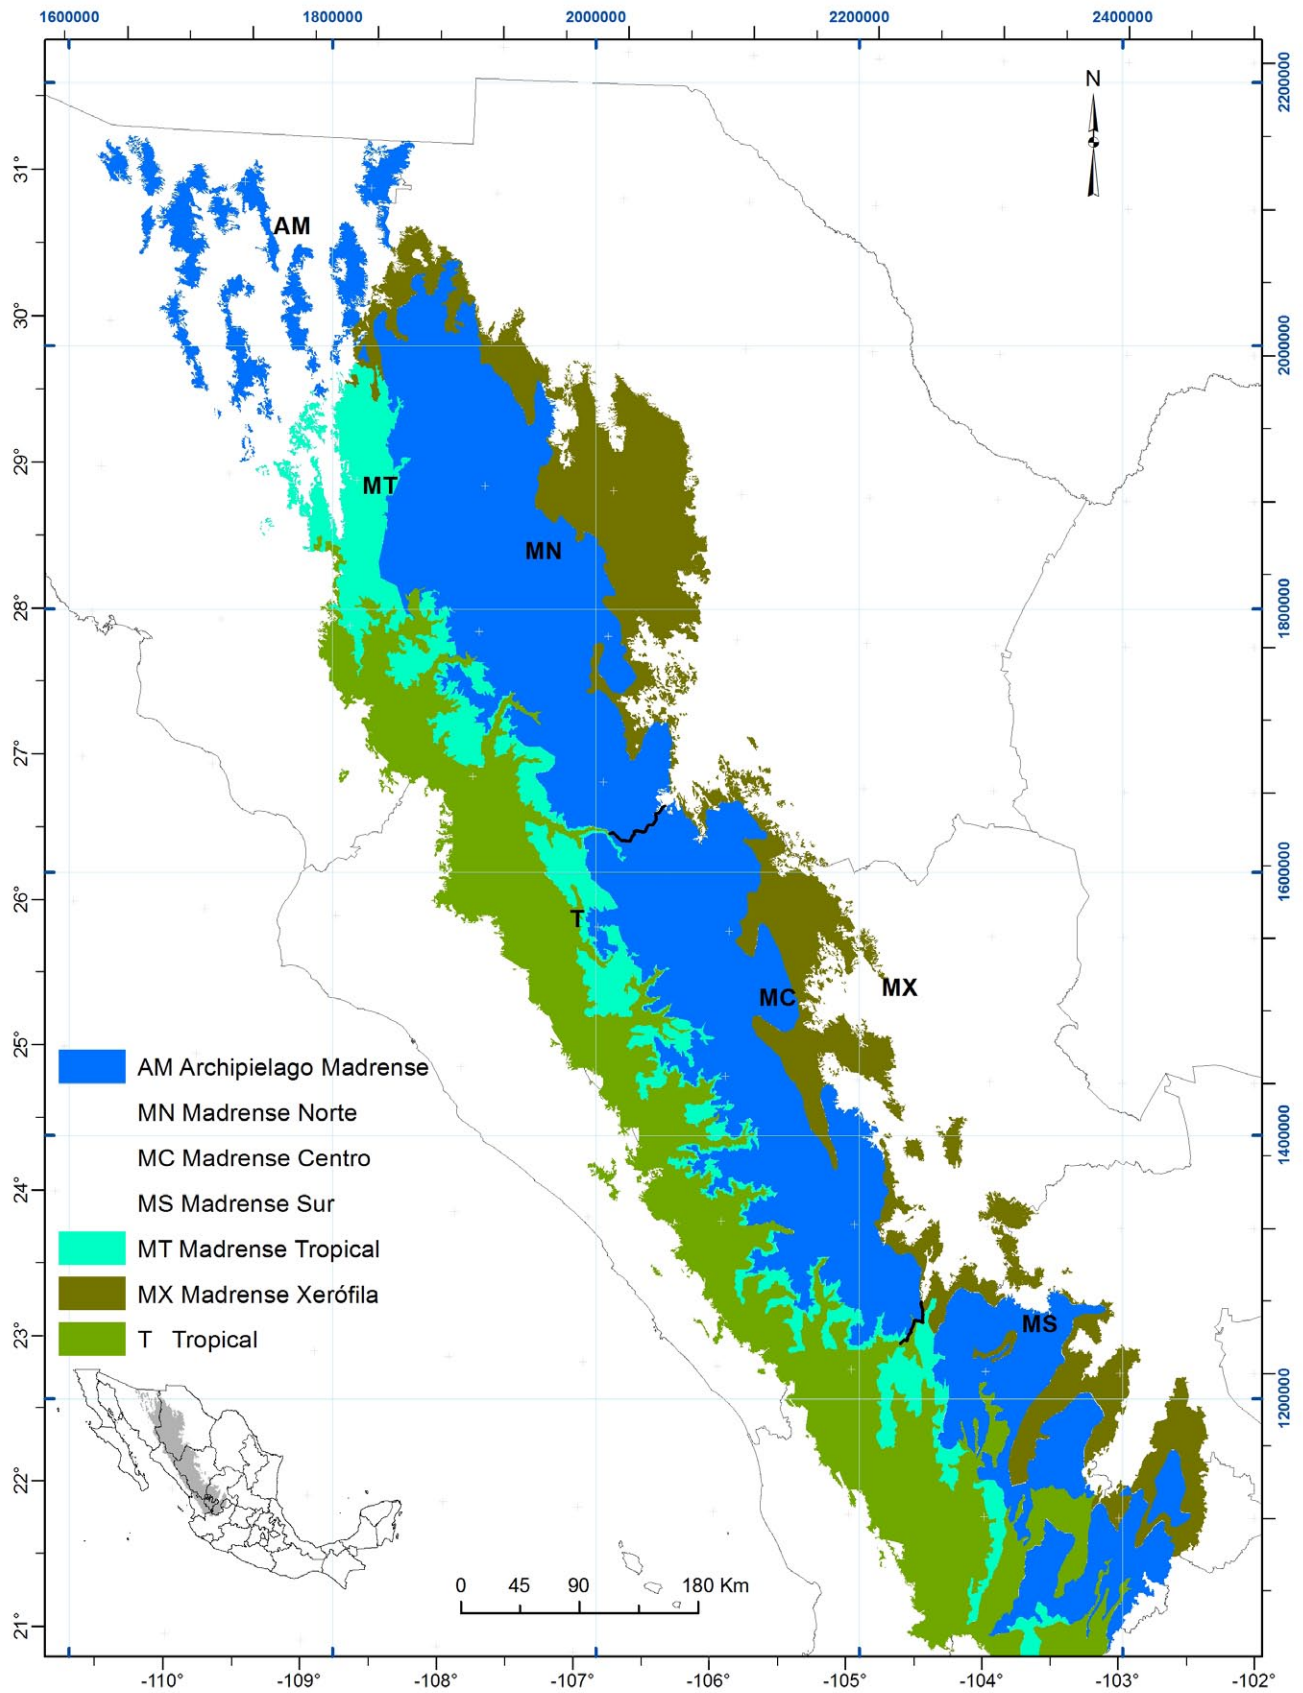 1600000 1800000 2000000 2200000 2400000
N
2200000
31°
AM
30°
2000000
29°
MT
MN
28°
1800000
27°
1600000
26°
T
MX
MC
25°
AM Archipielago Madrense
MN Madrense Norte
1400000
MC Madrense Centro
24°
MS Madrense Sur
MT Madrense Tropical
MX Madrense Xerófila
23°
MS
T Tropical
1200000
22°
0 45 90 180 Km
21°
-110° -109° -108° -107° -106° -105° -104° -103° -102°